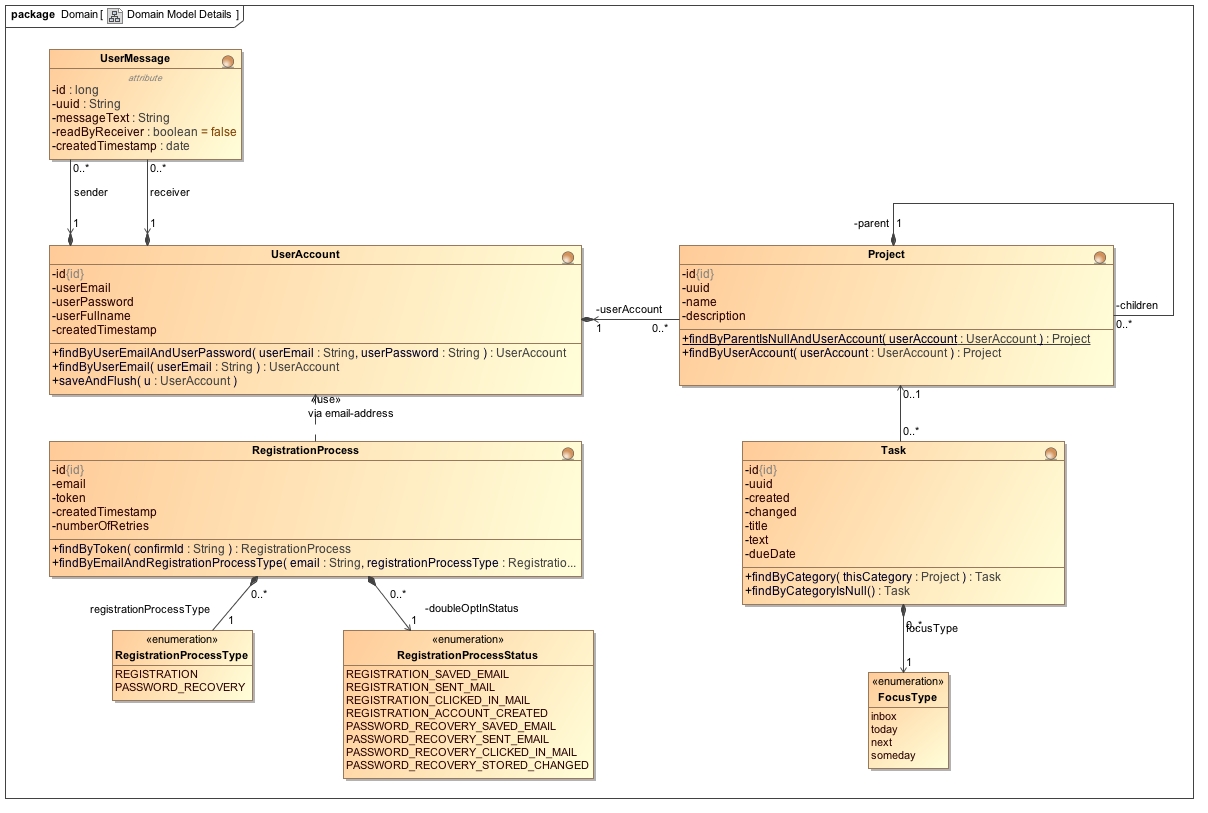 package Domain[ Domain Model Details ]
UserMessage
attribute
-id : long
-uuid : String
-messageText : String
-readByReceiver : boolean = false
-createdTimestamp : date
0..*
0..*
sender
receiver
1
1
UserAccount
-id{id}
-userEmail
-userPassword
-userFullname
-createdTimestamp
+findByUserEmailAndUserPassword( userEmail : String, userPassword : String ) : UserAccount
+findByUserEmail( userEmail : String ) : UserAccount
+saveAndFlush( u : UserAccount )
-userAccount
1
0..*
-parent
1
Project
-id{id}
-uuid
-name
-description
+findByParentIsNullAndUserAccount( userAccount : UserAccount ) : Project
+findByUserAccount( userAccount : UserAccount ) : Project
-children
0..*
«use»
via email-address
0..1
0..*
RegistrationProcess
-id{id}
-email
-token
-createdTimestamp
-numberOfRetries
+findByToken( confirmId : String ) : RegistrationProcess
+findByEmailAndRegistrationProcessType( email : String, registrationProcessType : Registratio...
Task
-id{id}
-uuid
-created
-changed
-title
-text
-dueDate
+findByCategory( thisCategory : Project ) : Task
+findByCategoryIsNull() : Task
0..*
registrationProcessType
1
0..*
-doubleOptInStatus
1
0..*
focusType
1
«enumeration»
RegistrationProcessType
REGISTRATION
PASSWORD_RECOVERY
«enumeration»
RegistrationProcessStatus
REGISTRATION_SAVED_EMAIL
REGISTRATION_SENT_MAIL
REGISTRATION_CLICKED_IN_MAIL
REGISTRATION_ACCOUNT_CREATED
PASSWORD_RECOVERY_SAVED_EMAIL
PASSWORD_RECOVERY_SENT_EMAIL
PASSWORD_RECOVERY_CLICKED_IN_MAIL
PASSWORD_RECOVERY_STORED_CHANGED
«enumeration»
FocusType
inbox
today
next
someday